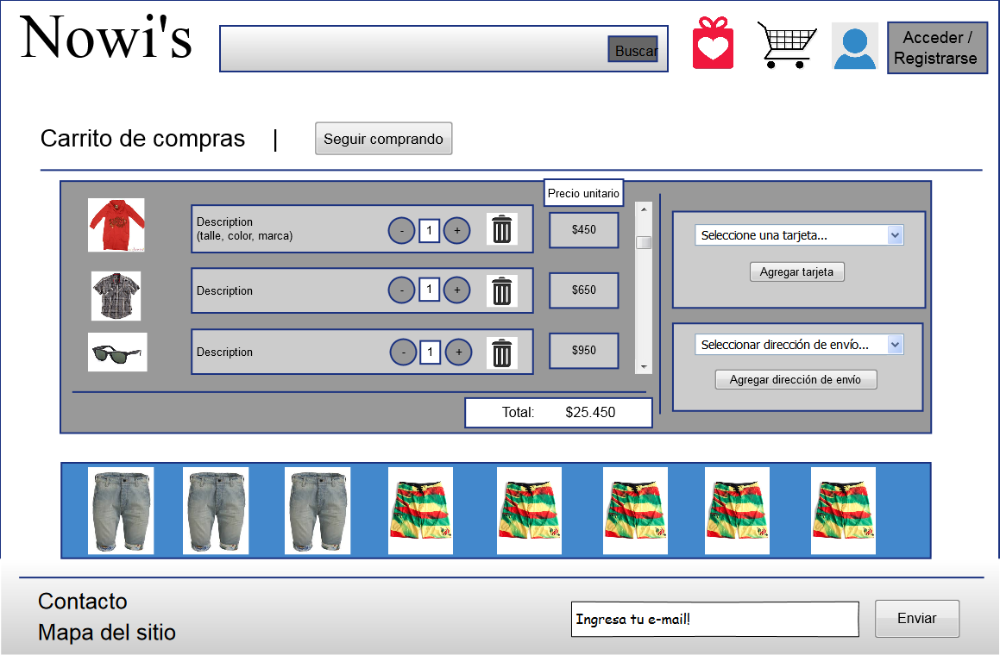 Nowi's
Buscar
Acceder /
Registrarse
Carrito de compras |
Seguir comprando
Precio unitario
Description
(talle, color, marca)
- 1 +
$450
Description
- 1 +
$650
Description
- 1 +
$950
Total: $25.450
Seleccione una tarjeta...
Agregar tarjeta
Seleccionar dirección de envío...
Agregar dirección de envío
Contacto
Mapa del sitio
Ingresa tu e-mail!
Enviar